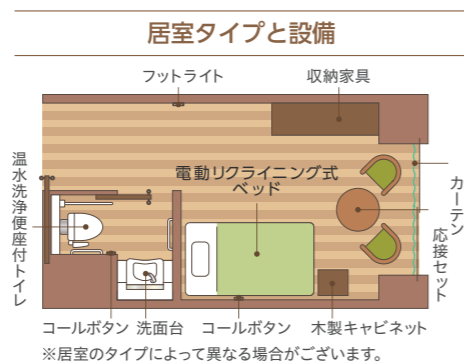 居室タイプと設備
フットライト
収納家具
温水洗浄便座付トイレ
電動リクライニング式
ベッド
カーテン
応接セット
コールボタン
洗面台
コールボタン
木製キャビネット
※居室のタイプによって異なる場合がございます。